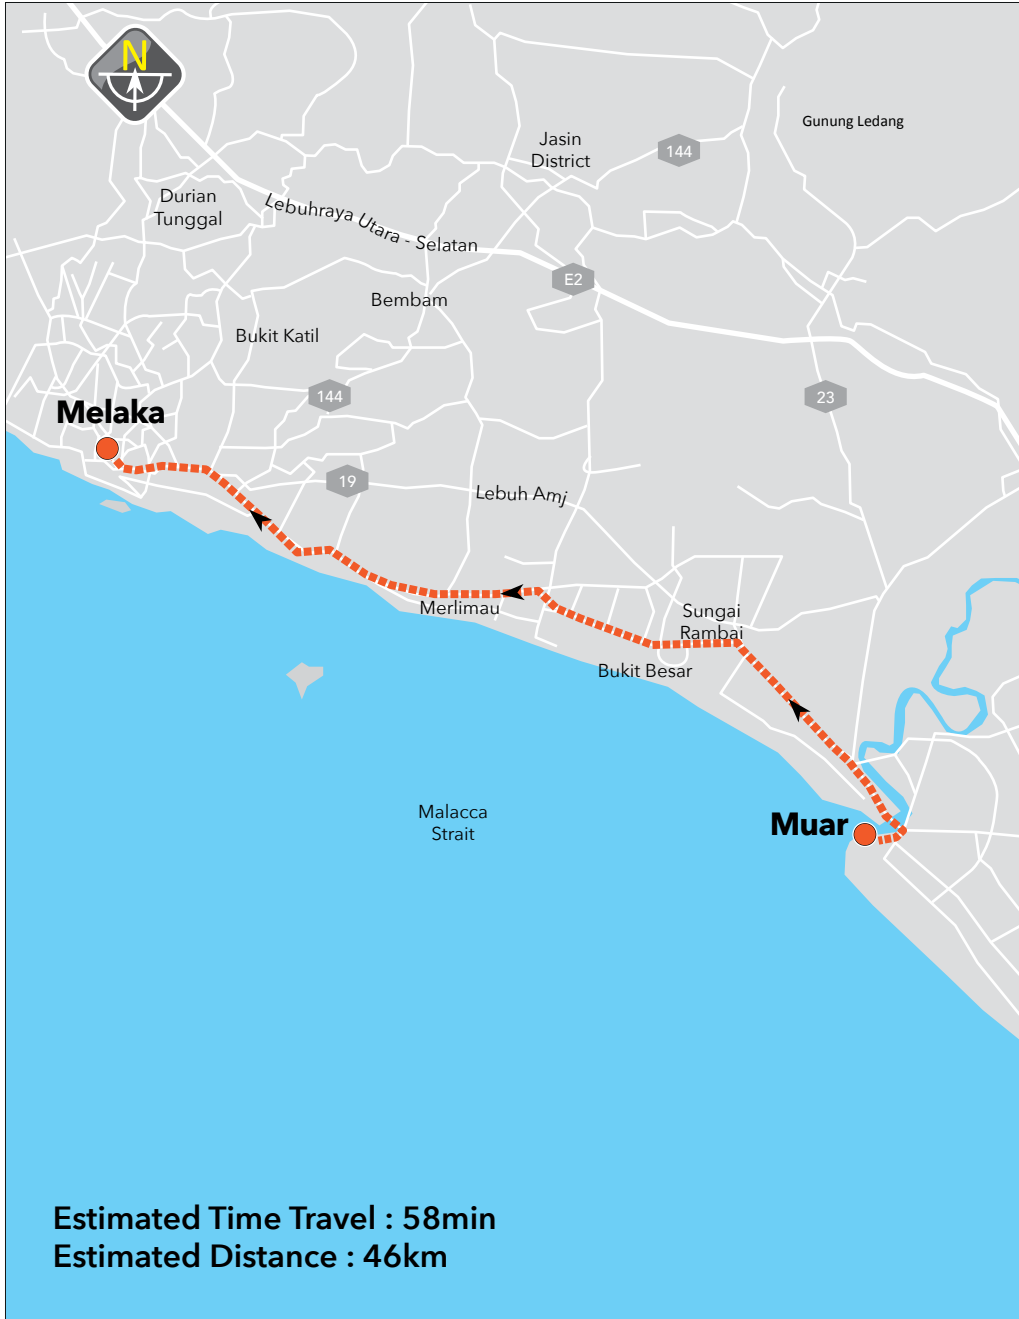 N
Gunung Ledang
Jasin
District
144
Durian
Tunggal
Lebuhraya Utara - Selatan
E2
Bembam
Bukit Katil
144
23
Melaka
19
Lebuh Amj
Merlimau
Sungai
Rambai
Bukit Besar
Malacca
Strait
Muar
Estimated Time Travel : 58min
Estimated Distance : 46km